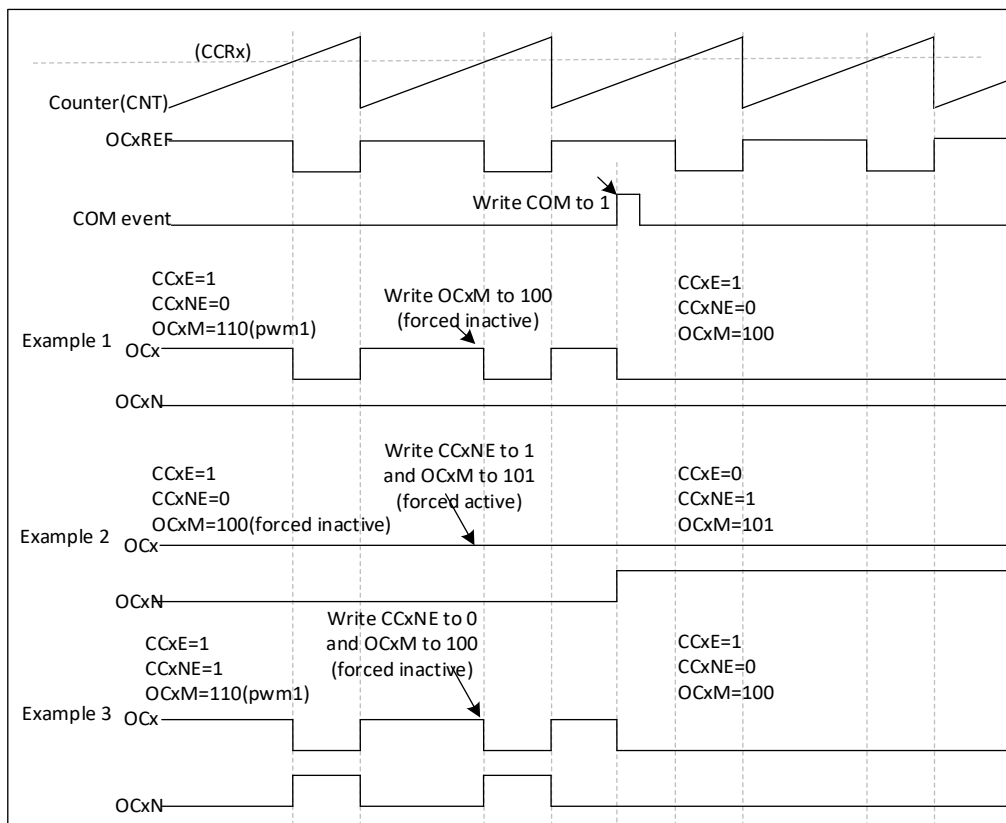 (CCRx)
Counter(CNT)
OCxREF
Write COM to 1
COM event
CCxE=1
CCxNE=0
OCxM=110(pwm1)
Write OCxM to 100
(forced inactive)
CCxE=1
CCxNE=0
OCxM=100
Example 1
OCx
OCxN
CCxE=1
CCxNE=0
OCxM=100(forced inactive)
Write CCxNE to 1
and OCxM to 101
(forced active)
CCxE=0
CCxNE=1
OCxM=101
Example 2
OCx
OCxN
CCxE=1
CCxNE=1
OCxM=110(pwm1)
Write CCxNE to 0
and OCxM to 100
(forced inactive)
CCxE=1
CCxNE=0
OCxM=100
Example 3
OCx
OCxN